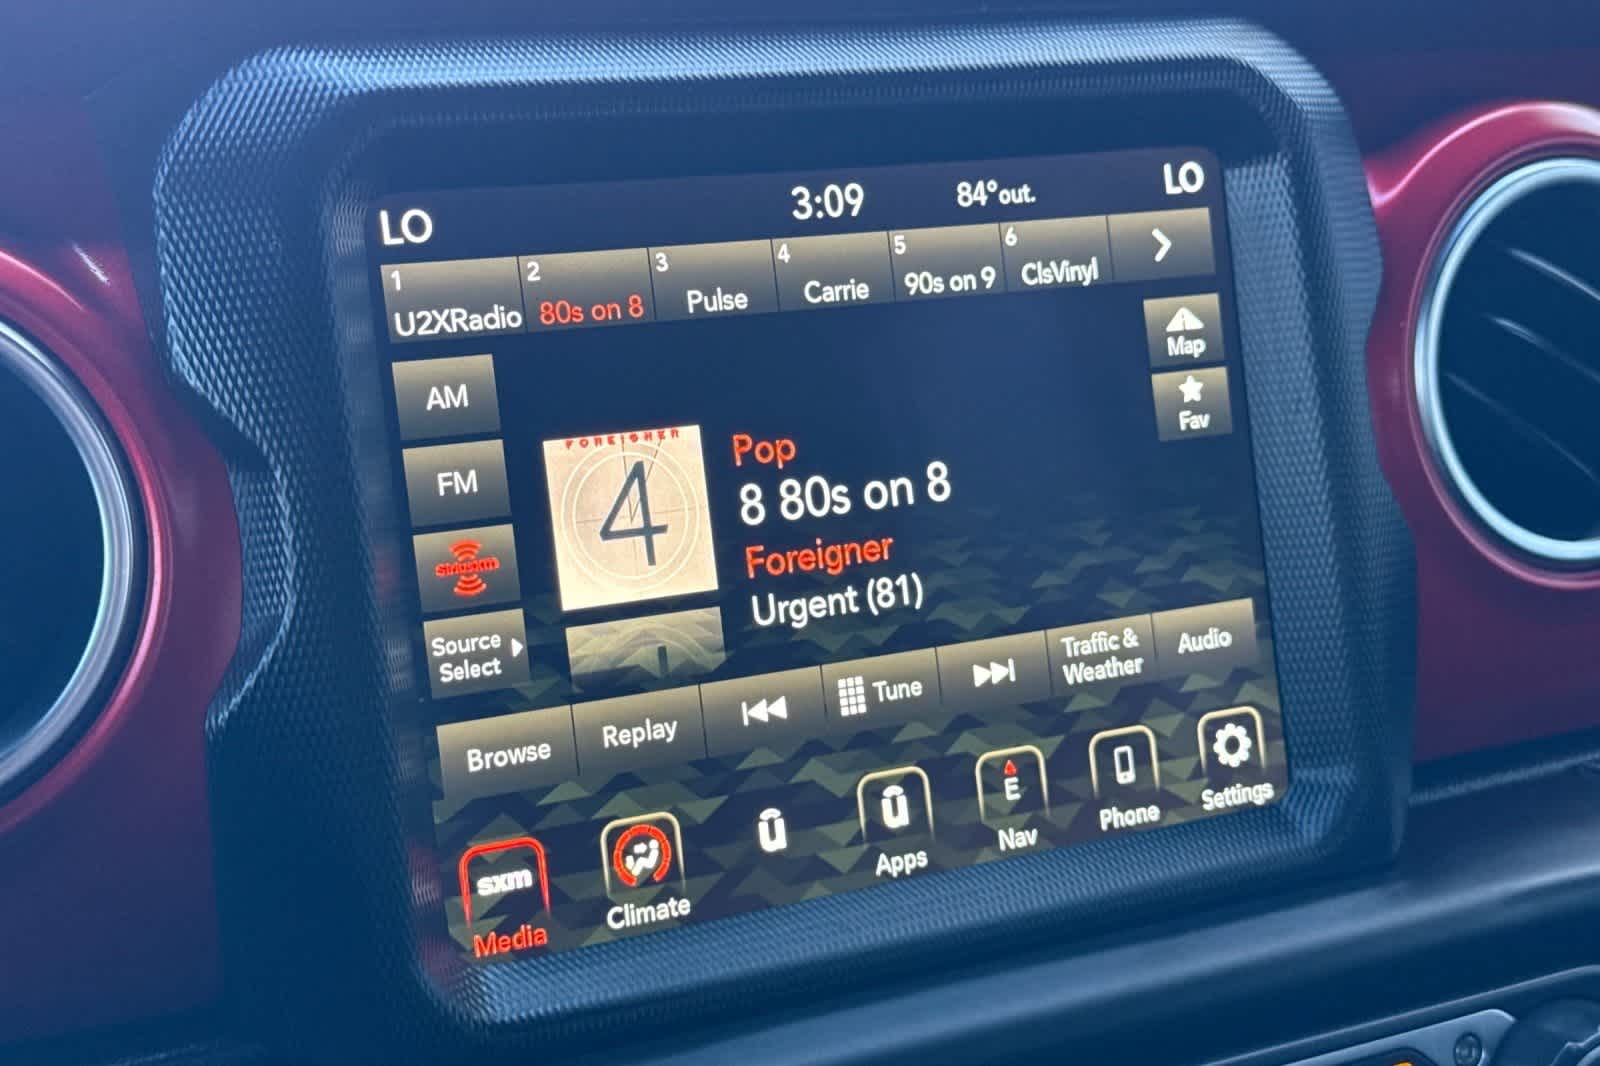 LO
3:09
84° out.
LO
1
U2XRadio
2
80s on 8
3
Pulse
4
Carrie
5
90s on 9
6
ClsVinyl
Map
Fav
AM
FM
siriusxm
Source
Select
FOREIGNER
4
Pop
8 80s on 8
Foreigner
Urgent (81)
Browse
Replay
Tune
Traffic &
Weather
Audio
sxm
Media
Climate
Apps
E
Nav
Phone
Settings